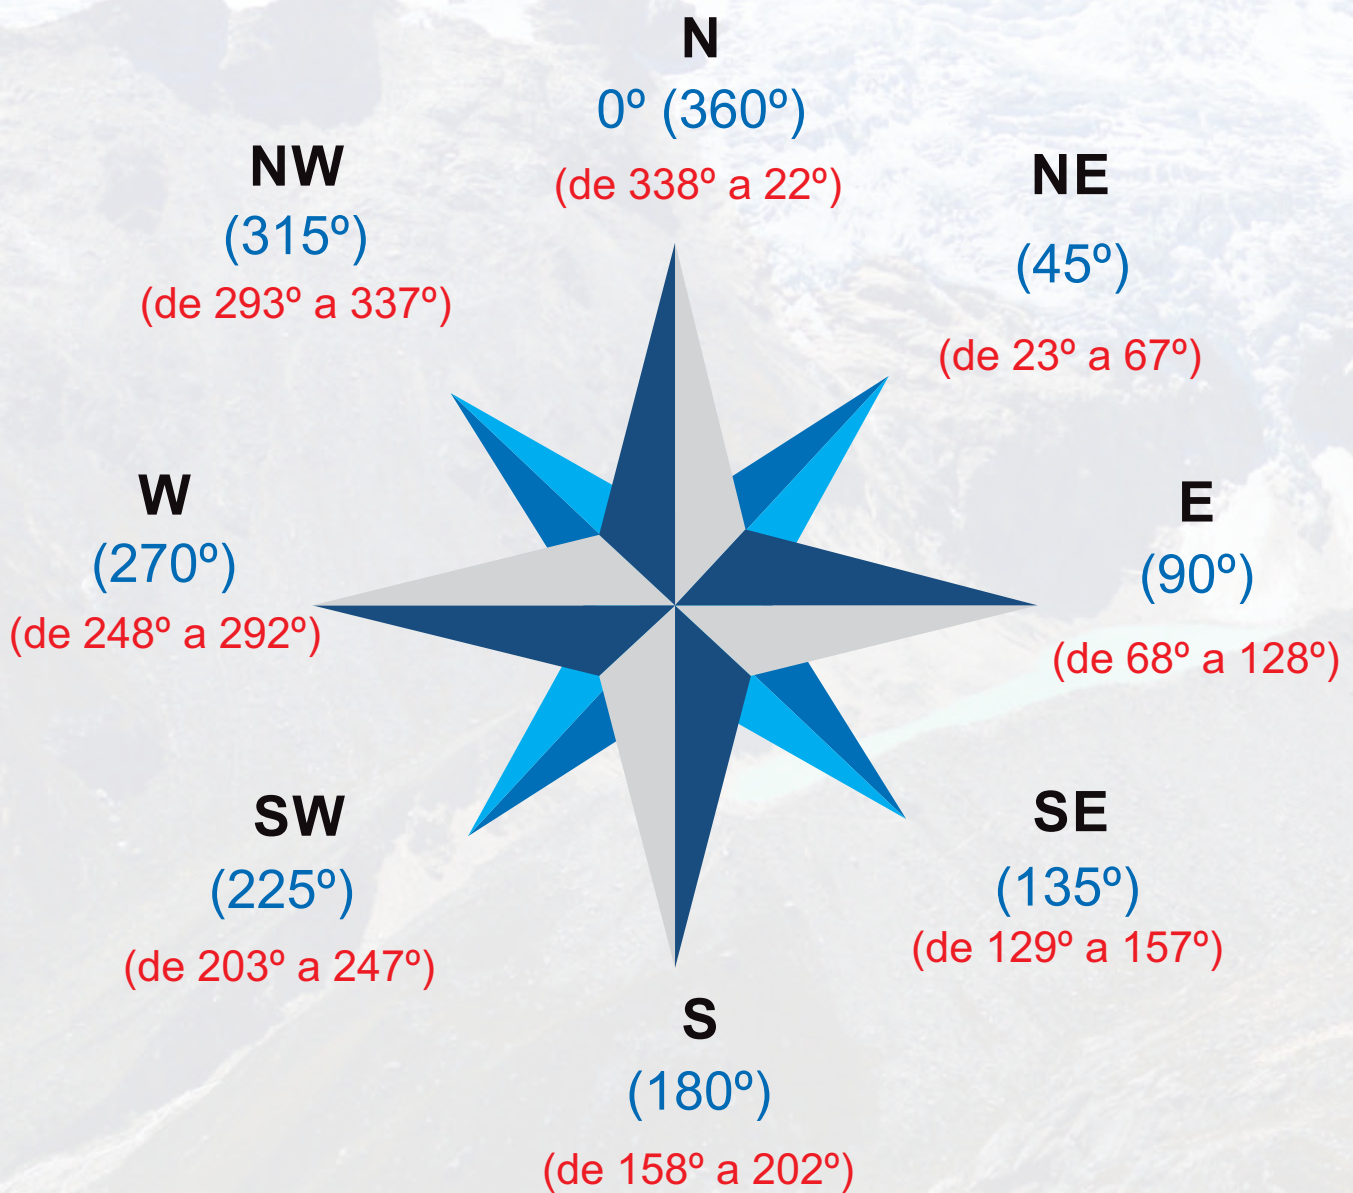 N
0º (360º)
(de 338º a 22º)
NW
(315º)
(de 293º a 337º)
NE
(45º)
(de 23º a 67º)
W
(270º)
(de 248º a 292º)
E
(90º)
(de 68º a 128º)
SW
(225º)
(de 203º a 247º)
SE
(135º)
(de 129º a 157º)
S
(180º)
(de 158º a 202º)